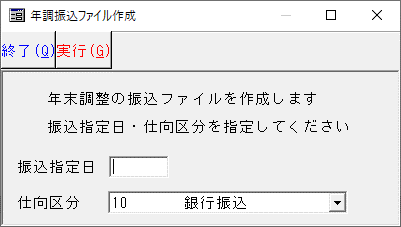 年調振込ファイル作成
終了(Q) 実行(G)
年末調整の振込ファイルを作成します
振込指定日・仕向区分を指定してください
振込指定日
仕向区分 10 銀行振込